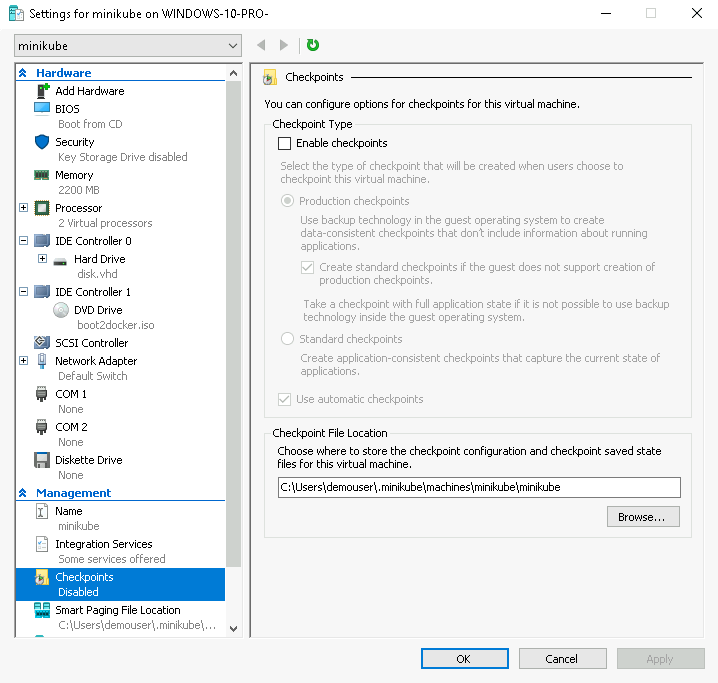 Settings for minikube on WINDOWS-10-PRO-
minikube
Hardware
Add Hardware
BIOS
Boot from CD
Security
Key Storage Drive disabled
Memory
2200 MB
Processor
2 Virtual processors
IDE Controller 0
Hard Drive
disk.vhd
IDE Controller 1
DVD Drive
boot2docker.iso
SCSI Controller
Network Adapter
Default Switch
COM 1
None
COM 2
None
Diskette Drive
None
Management
Name
minikube
Integration Services
Some services offered
Checkpoints
Disabled
Smart Paging File Location
C:\Users\demouser\.minikube\...
Checkpoints
You can configure options for checkpoints for this virtual machine.
Checkpoint Type
Enable checkpoints
Select the type of checkpoint that will be created when users choose to
checkpoint this virtual machine.
Production checkpoints
Use backup technology in the guest operating system to create
data-consistent checkpoints that don't include information about running
applications.
Create standard checkpoints if the guest does not support creation of
production checkpoints.
Take a checkpoint with full application state if it is not possible to use backup
technology inside the guest operating system.
Standard checkpoints
Create application-consistent checkpoints that capture the current state of
applications.
Use automatic checkpoints
Checkpoint File Location
Choose where to store the checkpoint configuration and checkpoint saved state
files for this virtual machine.
C:\Users\demouser\.minikube\machines\minikube\minikube
Browse...
OK
Cancel
Apply